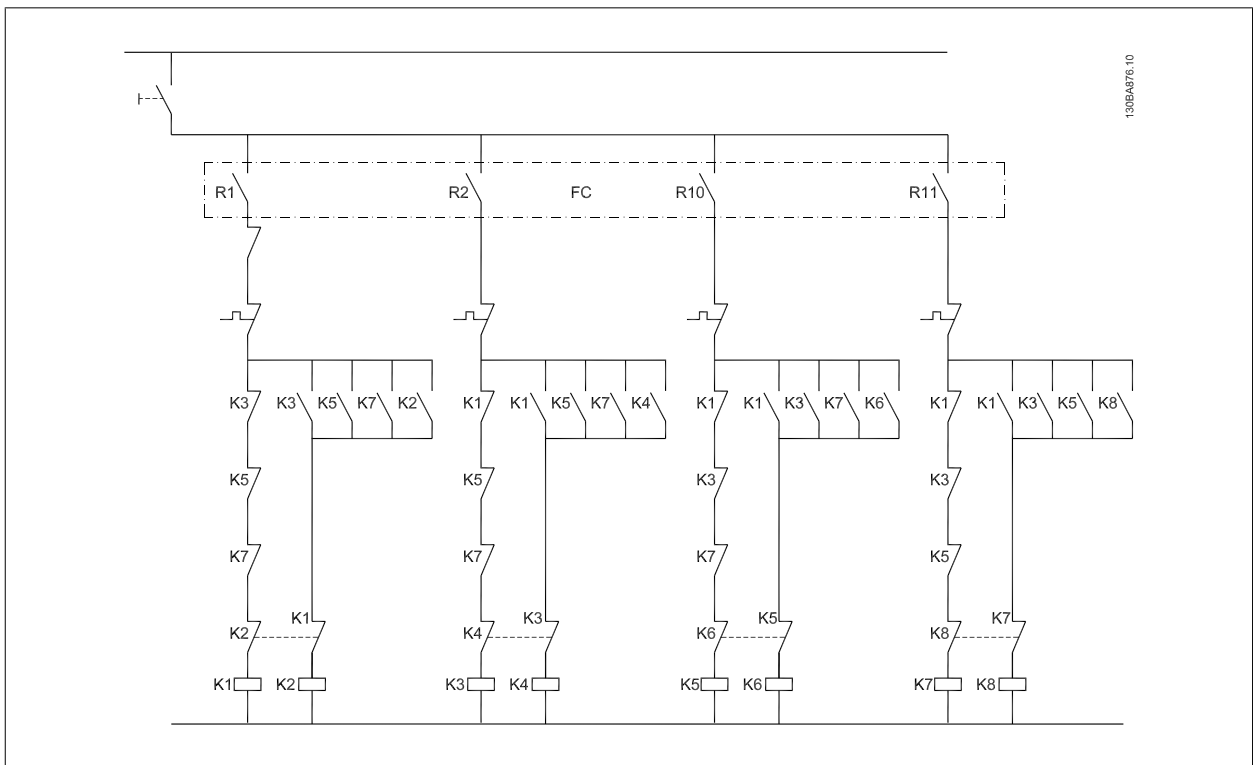 130BA876.10
R1 R2 FC R10 R11
K3 K3 K5 K7 K2 K1 K1 K5 K7 K4 K1 K1 K3 K7 K6 K1 K1 K3 K5 K8
K5 K5 K3 K3
K7 K7 K7 K5
K2 K1 K4 K3 K6 K5 K8 K7
K1 K2 K3 K4 K5 K6 K7 K8